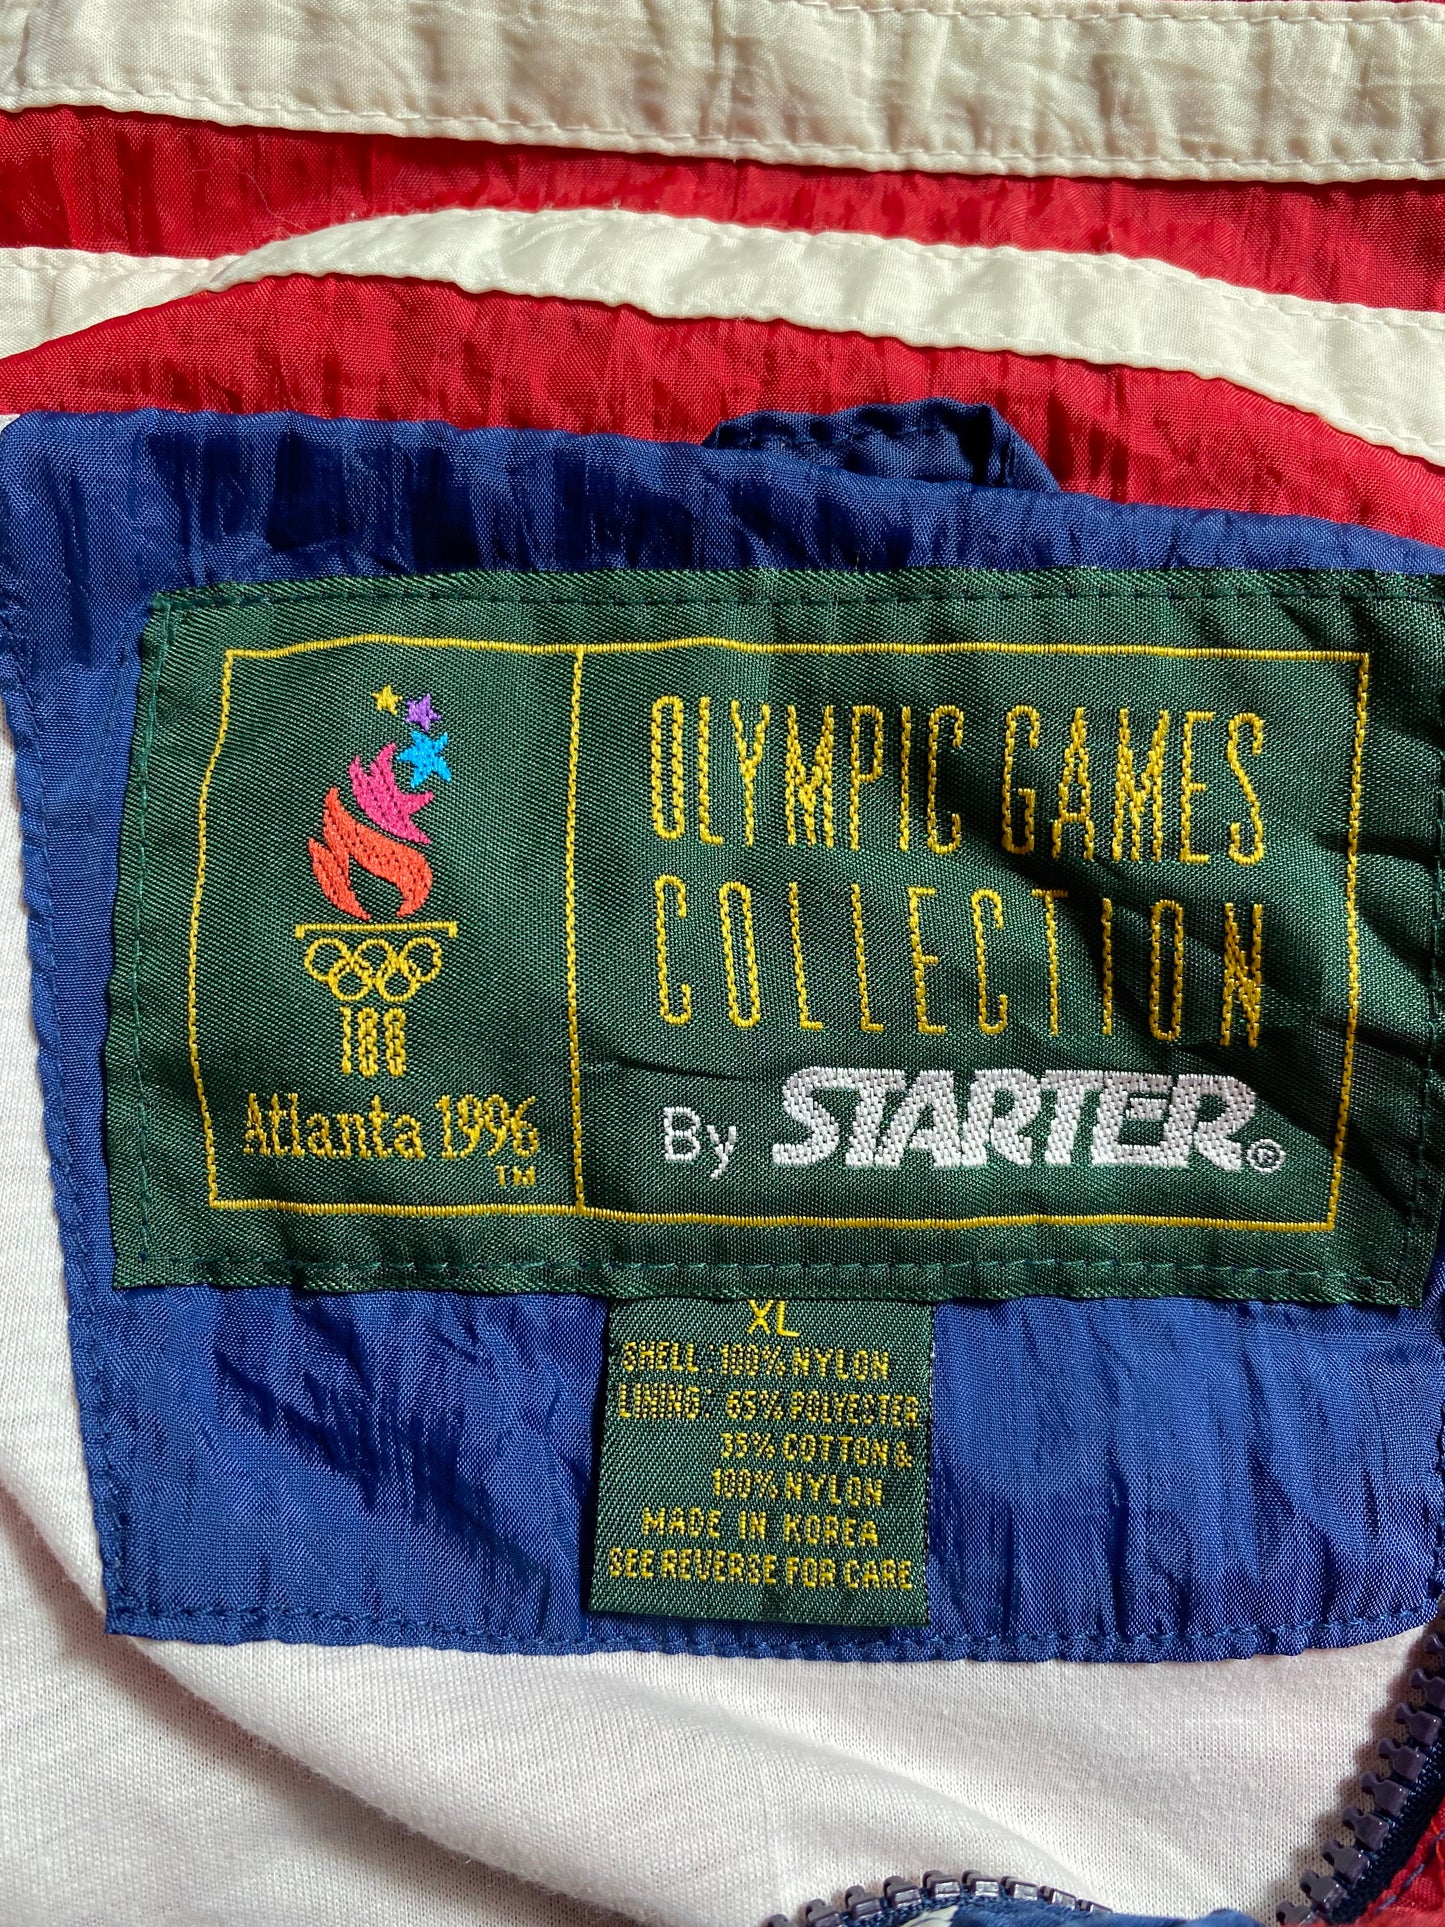 100
Atlanta 1996
TM
OLYMPIC GAMES
COLLECTION
By STARTER®
XL
SHELL 100% NYLON
LINING: 65% POLYESTER
35% COTTON &
100% NYLON
MADE IN KOREA
SEE REVERSE FOR CARE